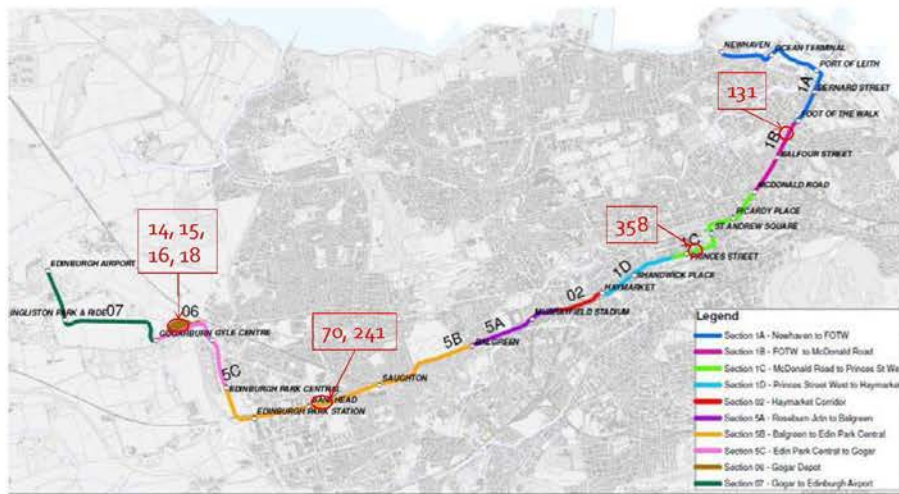 NEWHAVEN
OCEAN TERMINAL
PORT OF LEITH
1A
BERNARD STREET
131
FOOT OF THE WALK
1B
BALFOUR STREET
MCDONALD ROAD
PICARDY PLACE
ST ANDREW SQUARE
358
1C
PRINCES STREET
14, 15,
16, 18
1D
SHANDWICK PLACE
EDINBURGH AIRPORT
HAYMARKET
02
INGLISTON PARK & RIDE
07
06
MURRAYFIELD STADIUM
GOGARBURN
GYLE CENTRE
70, 241
5A
5B
BALGREEN
5C
SAUGHTON
EDINBURGH PARK CENTRAL
BANKHEAD
EDINBURGH PARK STATION
Legend
Section 1A - Newhaven to FOTW
Section 1B - FOTW to McDonald Road
Section 1C - McDonald Road to Princes St We
Section 1D - Princes Street West to Haymarket
Section 02 - Haymarket Corridor
Section 5A - Roseburn Jctn to Balgreen
Section 5B - Balgreen to Edin Park Central
Section 5C - Edin Park Central to Gogar
Section 06 - Gogar Depot
Section 07 - Gogar to Edinburgh Airport